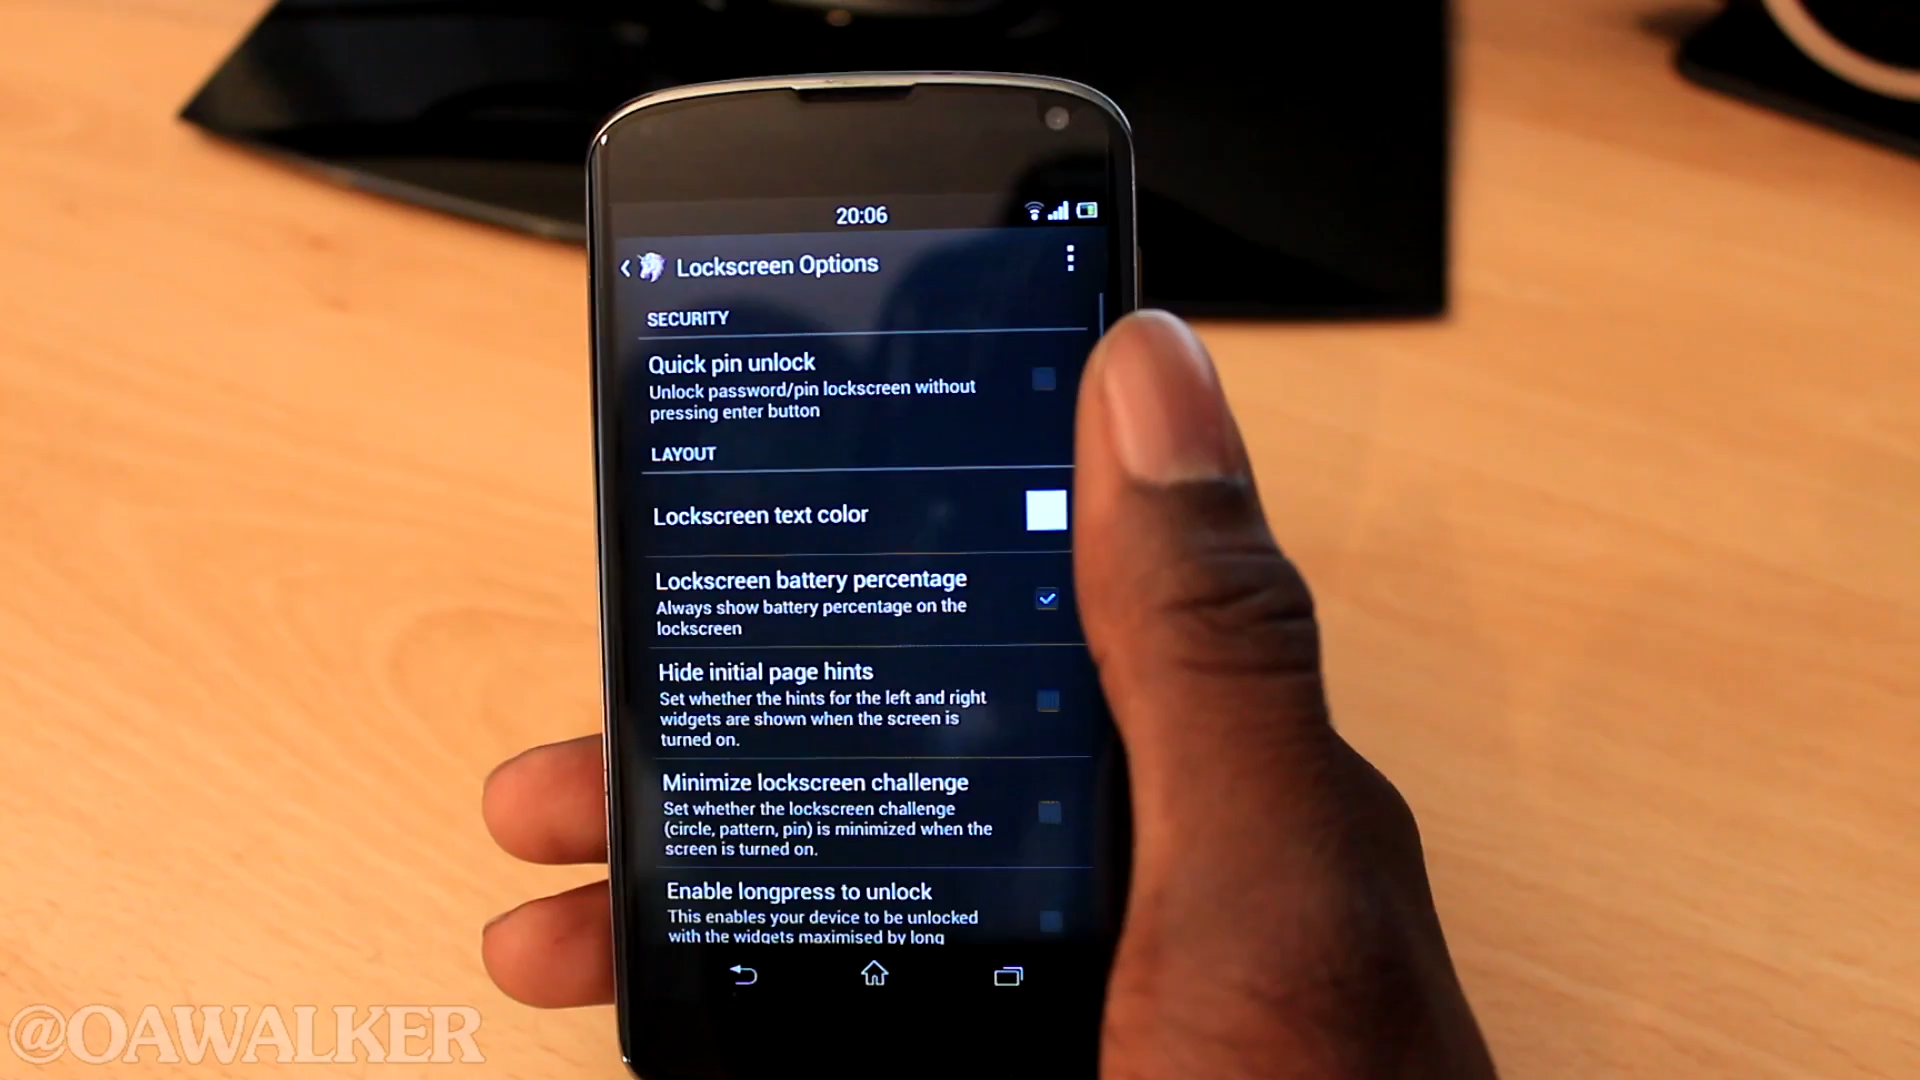 20:06
Lockscreen Options
SECURITY
Quick pin unlock
Unlock password/pin lockscreen without
pressing enter button
LAYOUT
Lockscreen text color
Lockscreen battery percentage
Always show battery percentage on the
lockscreen
Hide initial page hints
Set whether the hints for the left and right
widgets are shown when the screen is
turned on.
Minimize lockscreen challenge
Set whether the lockscreen challenge
(circle, pattern, pin) is minimized when the
screen is turned on.
Enable longpress to unlock
This enables your device to be unlocked
with the widgets maximised by long
@OAWALKER